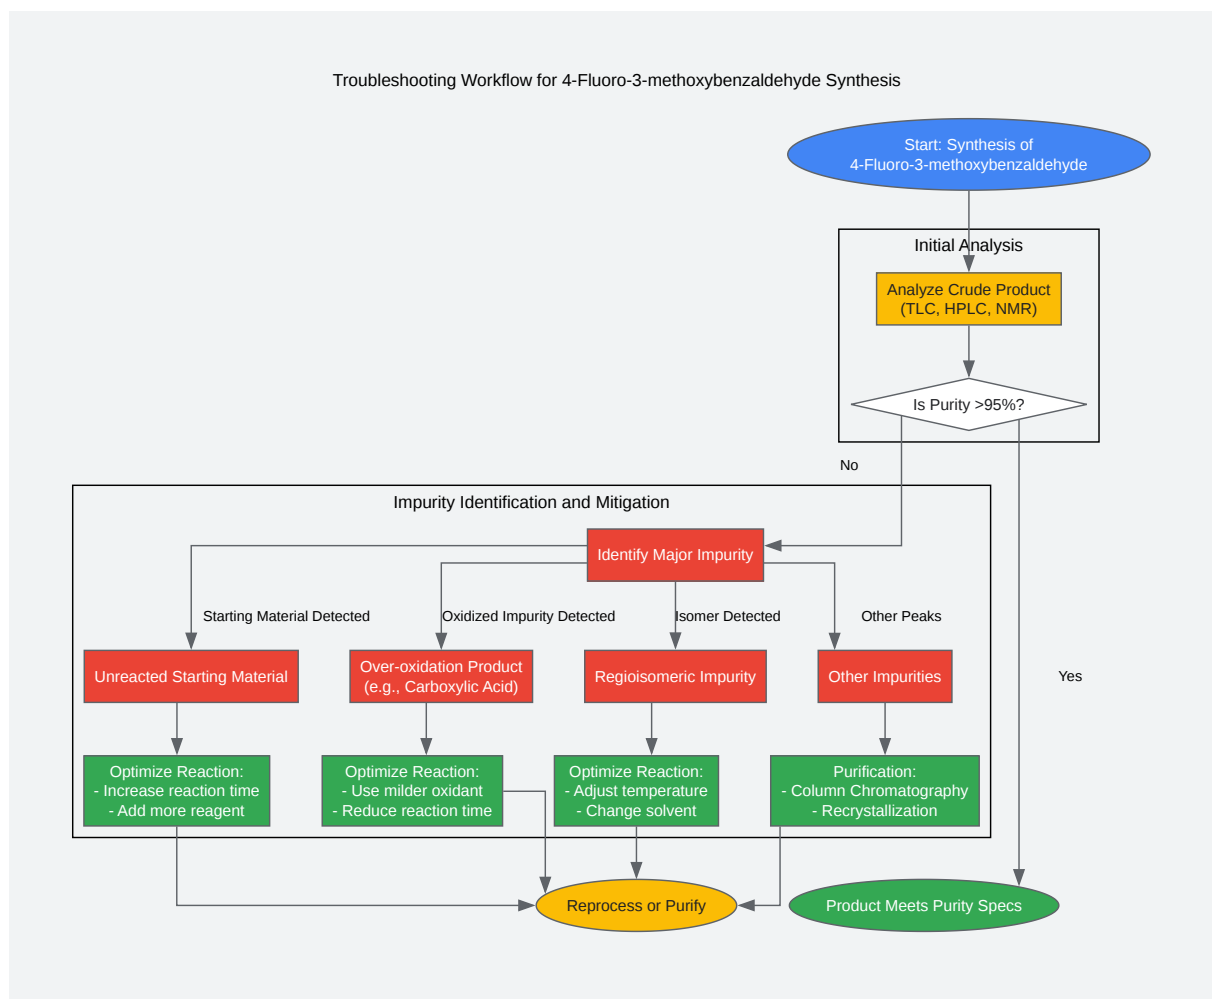 Troubleshooting Workflow for 4-Fluoro-3-methoxybenzaldehyde Synthesis
Start: Synthesis of
4-Fluoro-3-methoxybenzaldehyde
Initial Analysis
Analyze Crude Product
(TLC, HPLC, NMR)
Is Purity >95%?
No
Impurity Identification and Mitigation
Identify Major Impurity
Starting Material Detected
Oxidized Impurity Detected
Isomer Detected
Other Peaks
Unreacted Starting Material
Over-oxidation Product
(e.g., Carboxylic Acid)
Regioisomeric Impurity
Other Impurities
Yes
Optimize Reaction:
- Increase reaction time
- Add more reagent
Optimize Reaction:
- Use milder oxidant
- Reduce reaction time
Optimize Reaction:
- Adjust temperature
- Change solvent
Purification:
- Column Chromatography
- Recrystallization
Reprocess or Purify
Product Meets Purity Specs